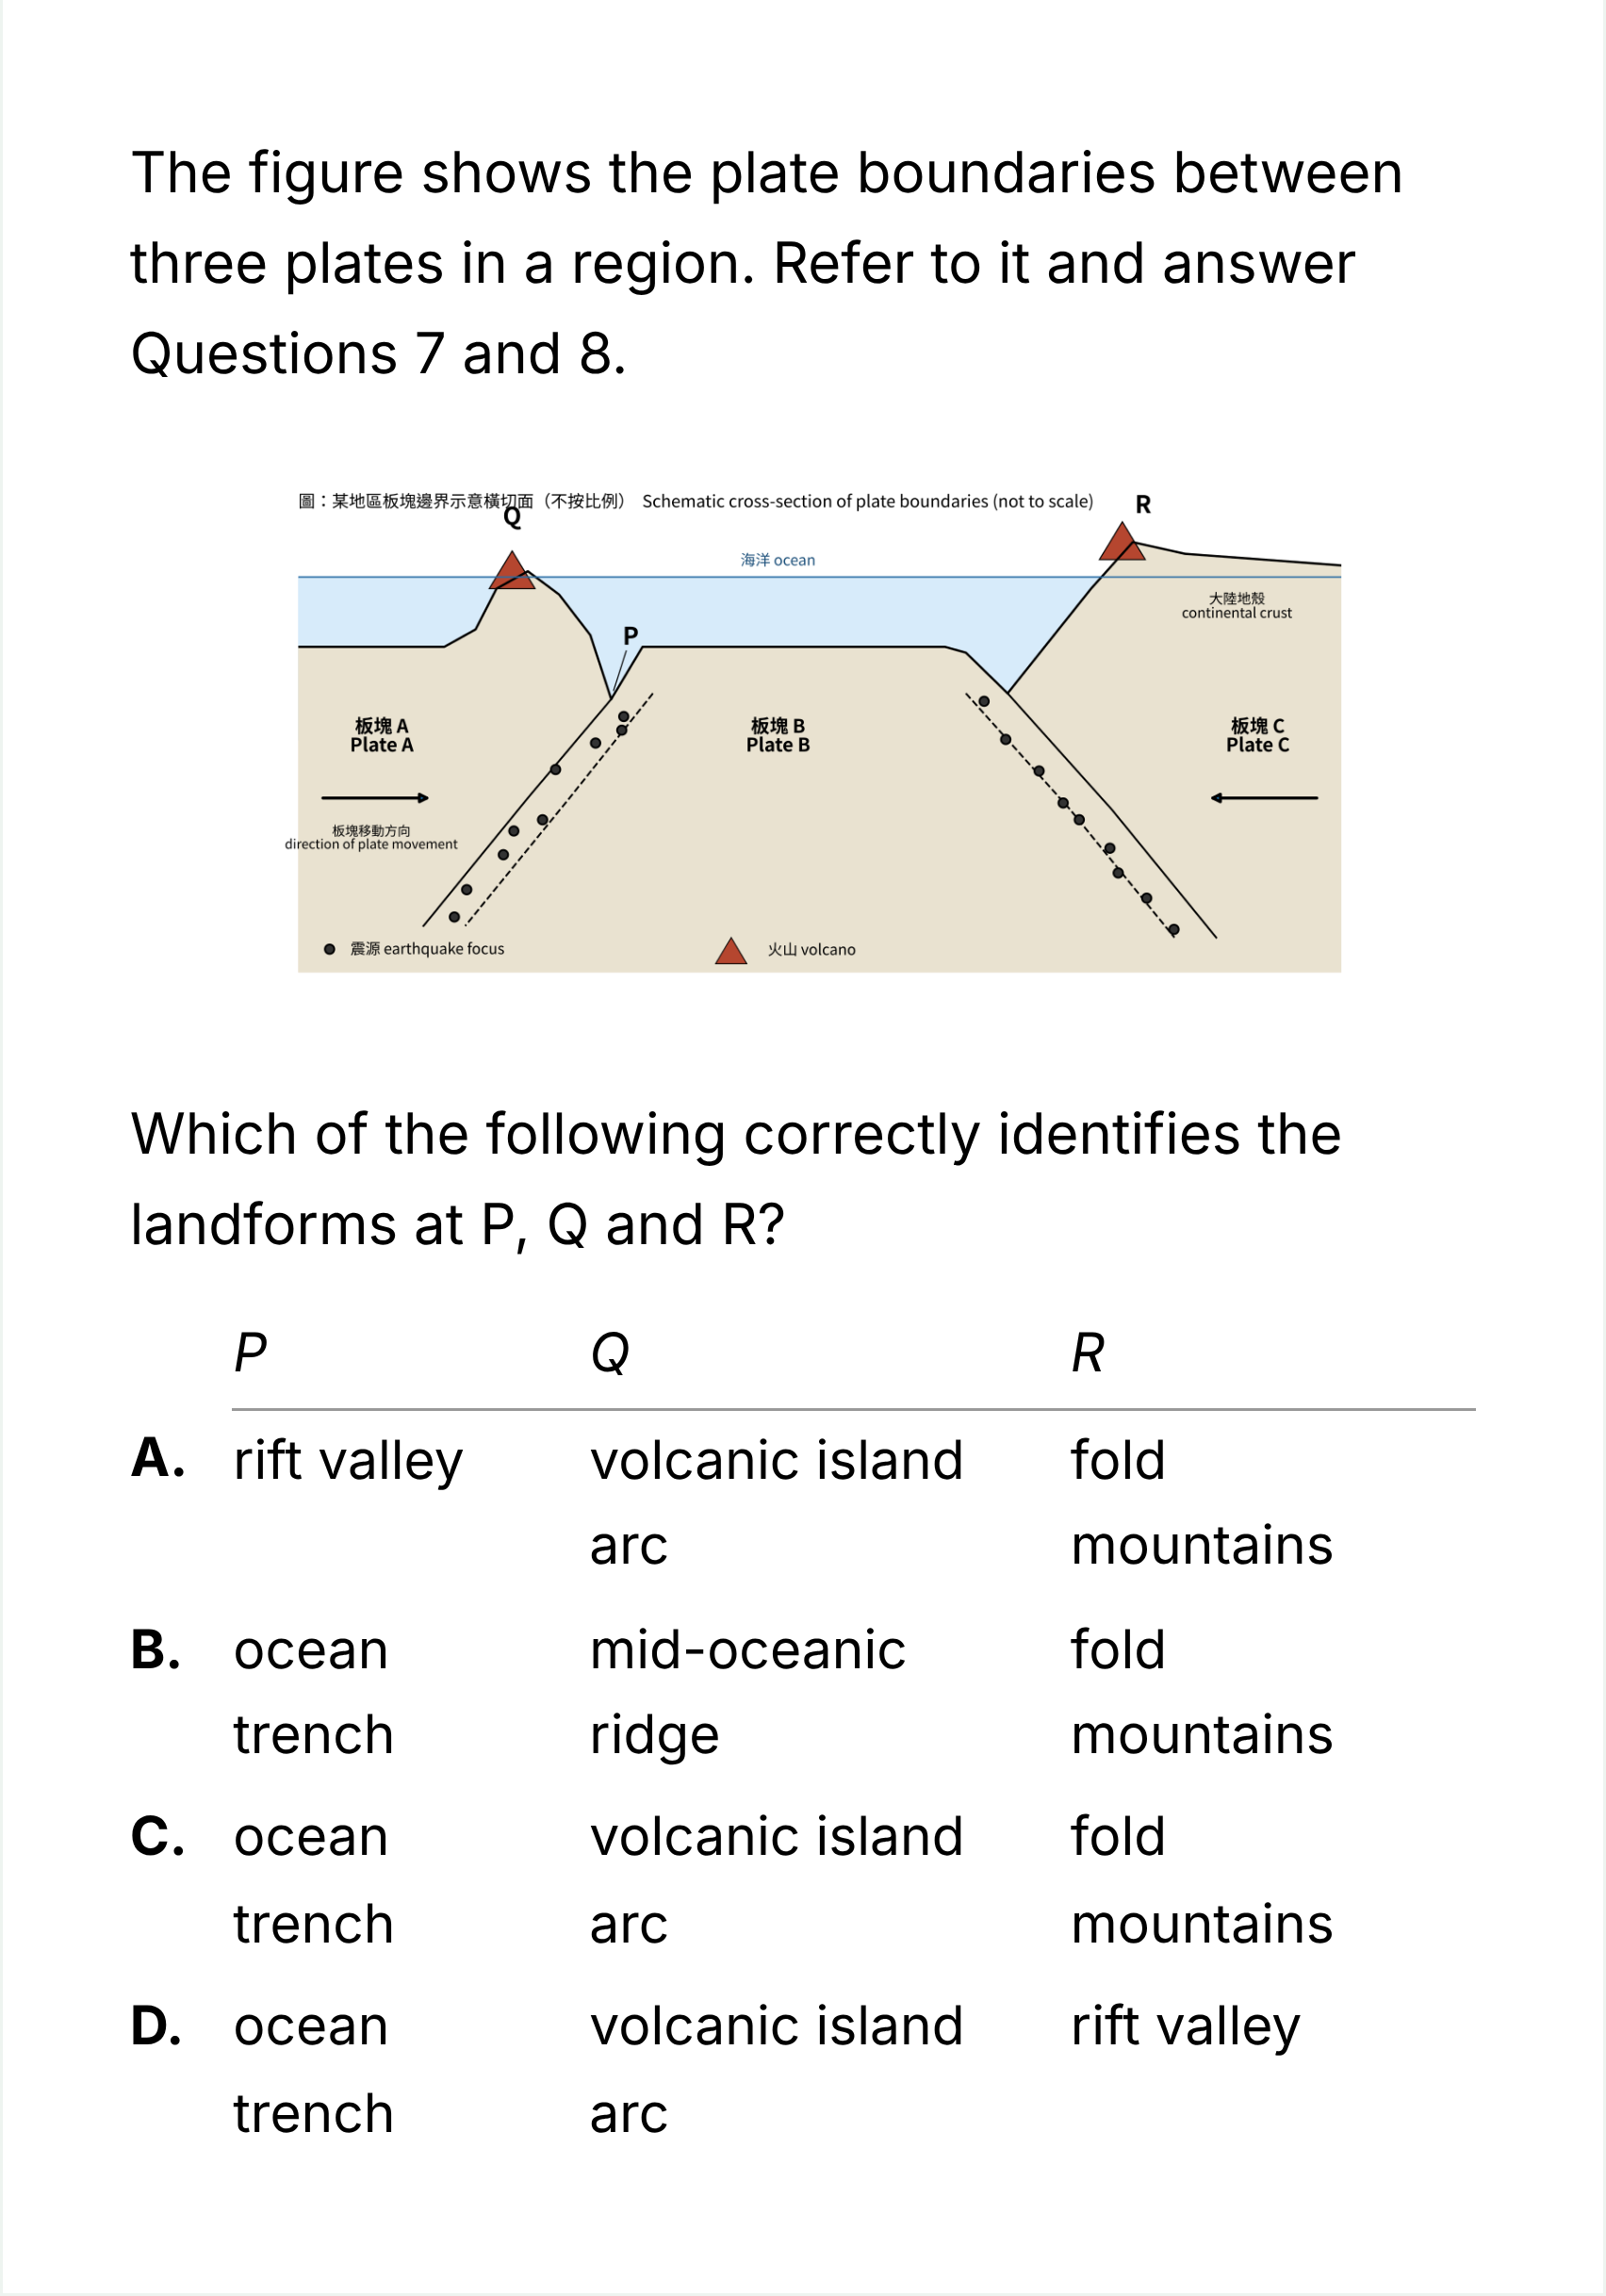 The figure shows the plate boundaries between
three plates in a region. Refer to it and answer
Questions 7 and 8.
圖：某地區板塊邊界示意橫切面（不按比例） Schematic cross-section of plate boundaries (not to scale)
Q
R
海洋 ocean
大陸地殼
continental crust
P
板塊 A
Plate A
板塊 B
Plate B
板塊 C
Plate C
板塊移動方向
direction of plate movement
震源 earthquake focus
火山 volcano
Which of the following correctly identifies the
landforms at P, Q and R?
P Q R
A. rift valley volcanic island fold
arc mountains
B. ocean mid-oceanic fold
trench ridge mountains
C. ocean volcanic island fold
trench arc mountains
D. ocean volcanic island rift valley
trench arc